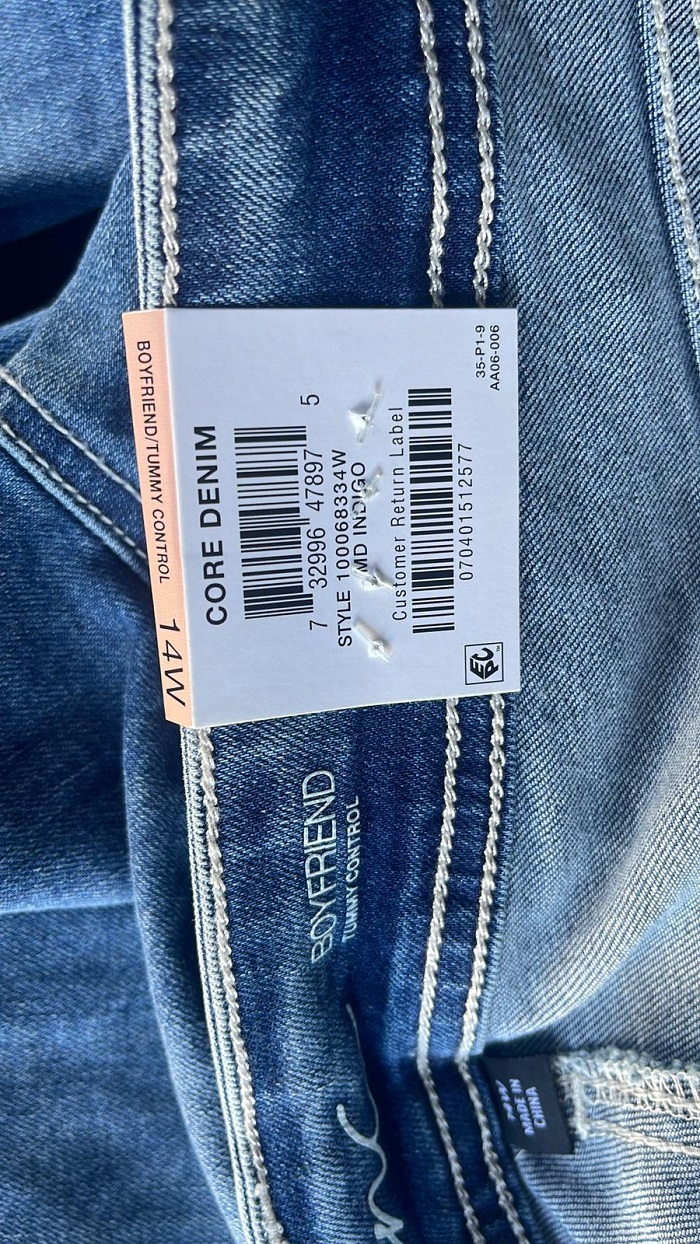 BOYFRIEND/TUMMY CONTROL 14W
CORE DENIM
7 32996 47897 5
STYLE 100068334W
MD INDIGO
Customer Return Label
070401512577
35-P1-9
AA06-006
EPC
BOYFRIEND
TUMMY CONTROL
MADE IN
CHINA